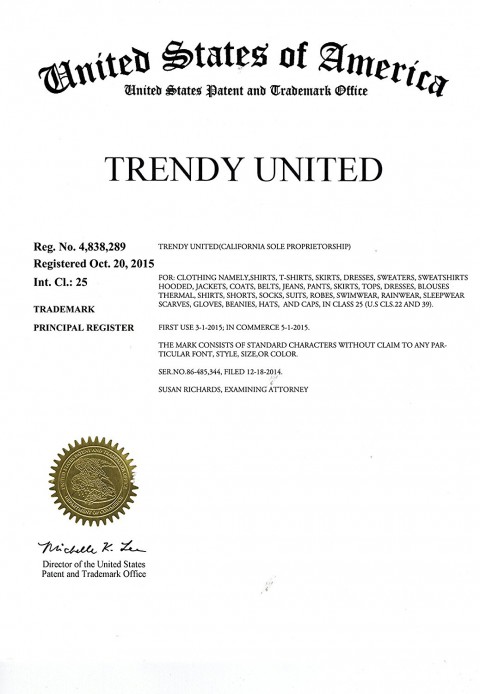 United States of America
United States Patent and Trademark Office
TRENDY UNITED
Reg. No. 4,838,289
Registered Oct. 20, 2015
Int. Cl.: 25
TRADEMARK
PRINCIPAL REGISTER
TRENDY UNITED(CALIFORNIA SOLE PROPRIETORSHIP)
FOR: CLOTHING NAMELY,SHIRTS, T-SHIRTS, SKIRTS, DRESSES, SWEATERS, SWEATSHIRTS
HOODED, JACKETS, COATS, BELTS, JEANS, PANTS, SKIRTS, TOPS, DRESSES, BLOUSES
THERMAL, SHIRTS, SHORTS, SOCKS, SUITS, ROBES, SWIMWEAR, RAINWEAR, SLEEPWEAR
SCARVES, GLOVES, BEANIES, HATS, AND CAPS, IN CLASS 25 (U.S CLS.22 AND 39).
FIRST USE 3-1-2015; IN COMMERCE 5-1-2015.
THE MARK CONSISTS OF STANDARD CHARACTERS WITHOUT CLAIM TO ANY PAR-
TICULAR FONT, STYLE, SIZE,OR COLOR.
SER.NO.86-485,344, FILED 12-18-2014.
SUSAN RICHARDS, EXAMINING ATTORNEY
Michelle K. Lee
Director of the United States
Patent and Trademark Office